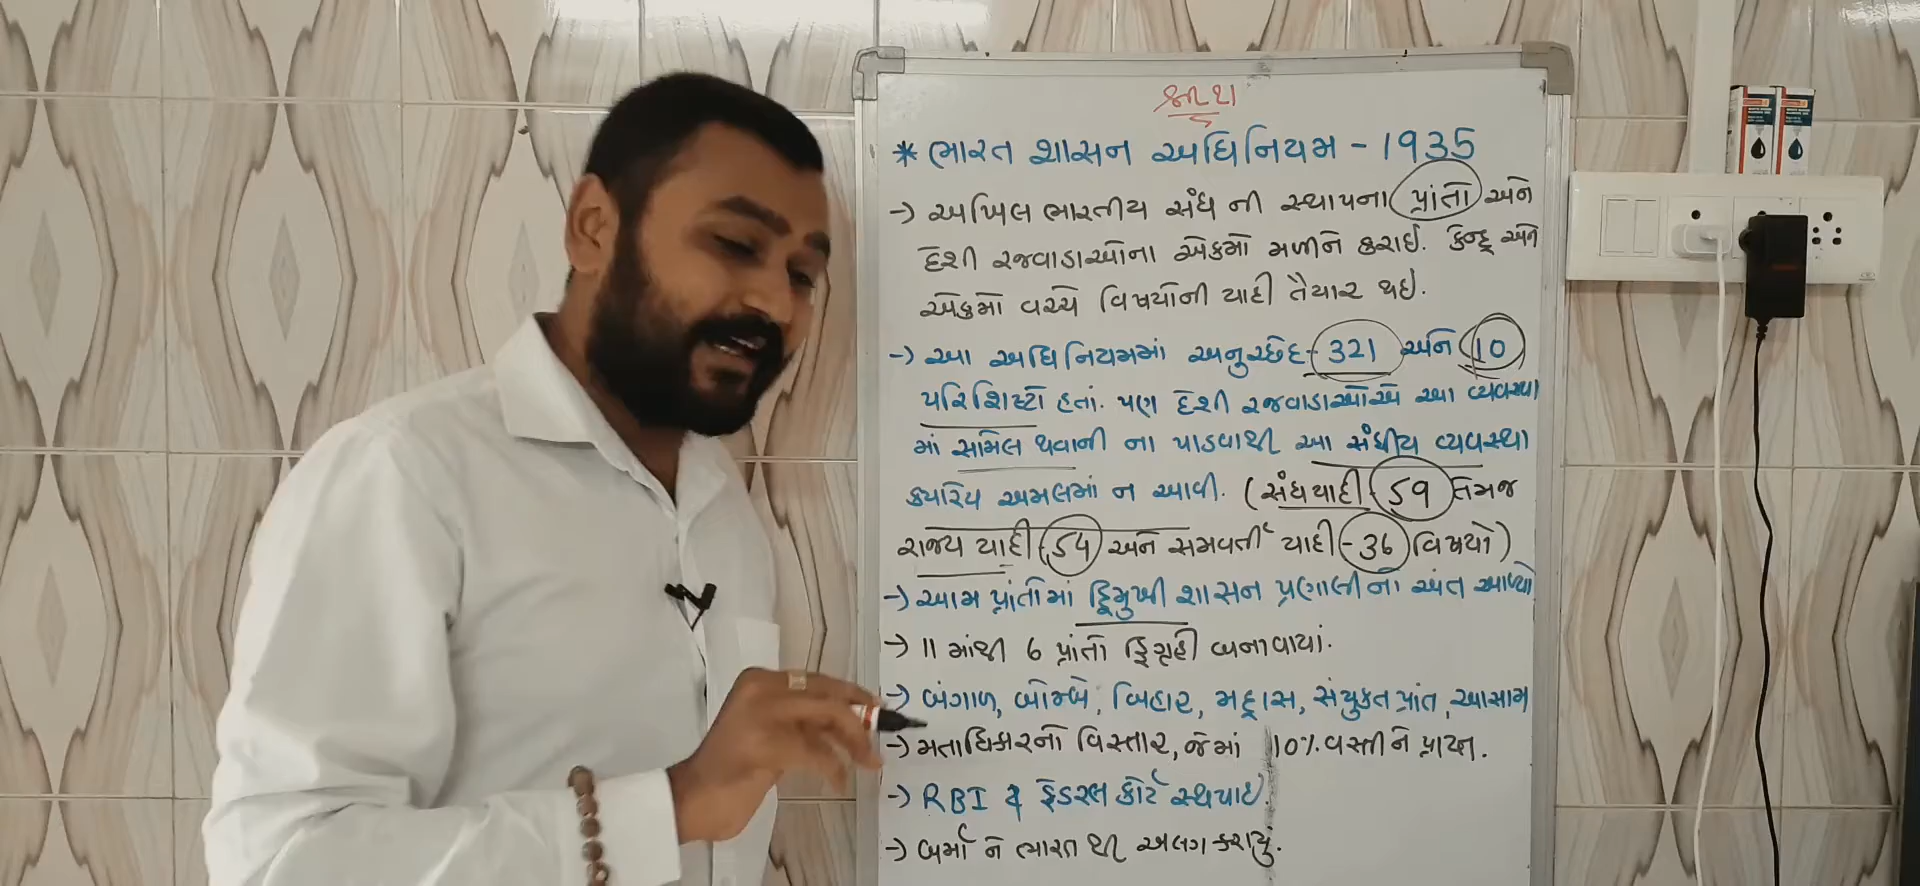 * ભારત શાસન અધિનિયમ - 1935
-> અખિલ ભારતીય સંઘ ની સ્થાપના પ્રાંતો અને
દેશી રજવાડાઓના એકમો મળીને કરાઈ. કેન્દ્ર અને
એકમો વચ્ચે વિષયોની યાદી તૈયાર થઈ.
-> આ અધિનિયમમાં અનુચ્છેદ - 321 અને 10
પરિશિષ્ટો હતાં. પણ દેશી રજવાડાઓએ આ વ્યવસ્થા
માં સામિલ થવાની ના પાડવાથી આ સંઘીય વ્યવસ્થા
ક્યારેય અમલમાં ન આવી. (સંઘયાદી - 59 તેમજ
રાજ્ય યાદી - 54 અને સમવર્તી યાદી - 36 વિષયો)
-> આમ પ્રાંતોમાં દ્વિમુખી શાસન પ્રણાલીનો અંત આવ્યો
-> 11 માંથી 6 પ્રાંતો દ્વિગૃહી બનાવાયાં.
-> બંગાળ, બોમ્બે, બિહાર, મદ્રાસ, સંયુક્ત પ્રાંત, આસામ
-> મતાધિકારનો વિસ્તાર, જેમાં 10% વસ્તી ને પ્રાપ્ત.
-> RBI ને ફેડરલ કોર્ટ સ્થપાઈ.
-> બર્મા ને ભારત થી અલગ કરાયું.